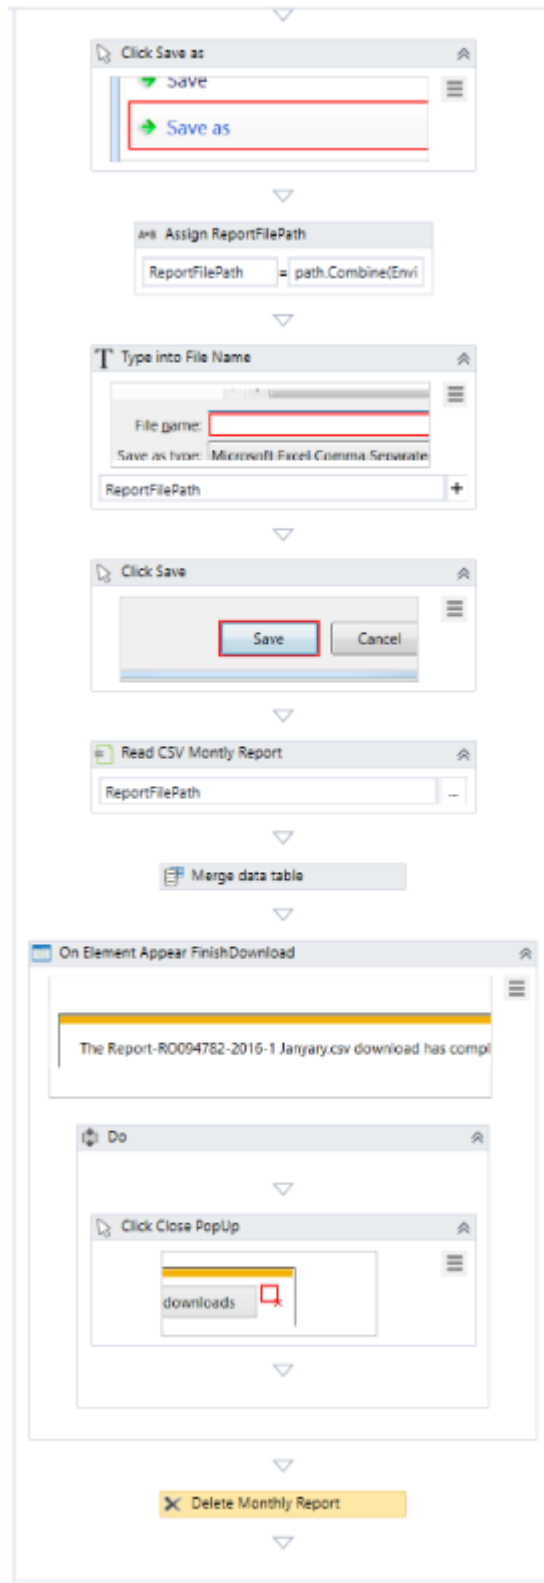 Click Save as
Save
Save as
A+B Assign ReportFilePath
ReportFilePath = path.Combine(Envi
Type into File Name
File name:
Save as type: Microsoft Excel Comma Separate
ReportFilePath
Click Save
Save Cancel
Read CSV Montly Report
ReportFilePath ...
Merge data table
On Element Appear FinishDownload
The Report-RO094782-2016-1 Janyary.csv download has compl
Do
Click Close PopUp
downloads
Delete Monthly Report